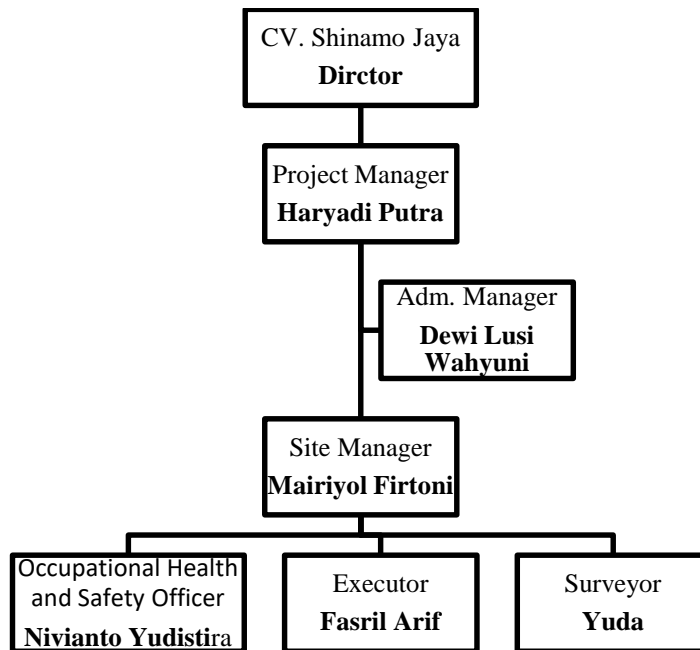 CV. Shinamo Jaya
Dirctor
Project Manager
Haryadi Putra
Adm. Manager
Dewi Lusi
Wahyuni
Site Manager
Mairiyol Firtoni
Occupational Health
and Safety Officer
Nivianto Yudistira
Executor
Fasril Arif
Surveyor
Yuda